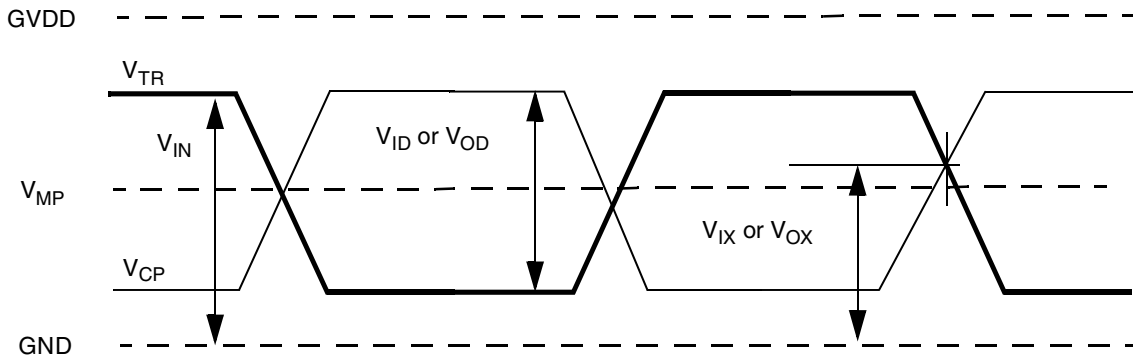 GVDD
VTR
VIN
VID or VOD
VMP
VIX or VOX
VCP
GND